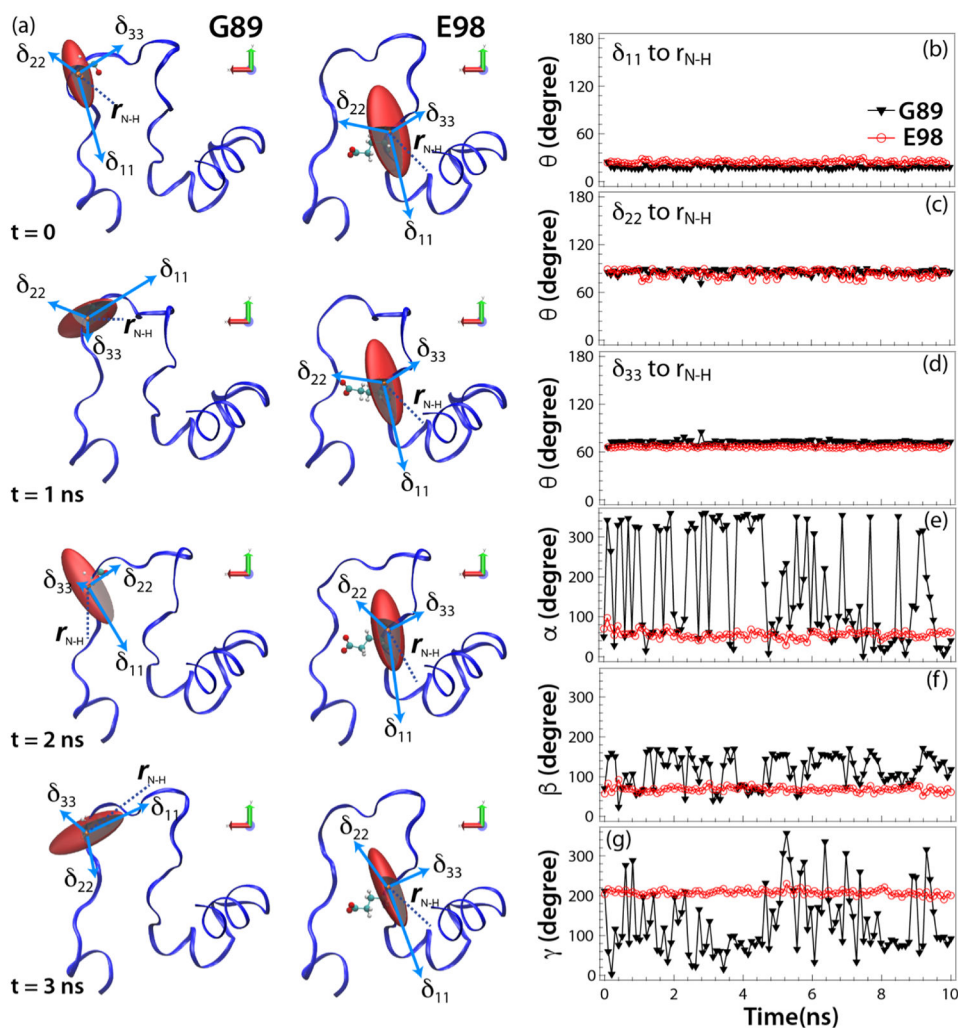 (a) G89 E98
δ33
δ22
rN-H
δ11
t = 0
δ22
δ33
rN-H
δ11
δ11
δ22
rN-H
δ33
t = 1 ns
δ33
δ22
rN-H
δ11
δ33
δ22
rN-H
δ11
t = 2 ns
δ22
δ33
rN-H
δ11
rN-H
δ33
δ11
δ22
t = 3 ns
δ22
δ33
rN-H
δ11
δ11 to rN-H (b)
G89
E98
θ (degree)
180
120
60
0
δ22 to rN-H (c)
θ (degree)
180
120
60
0
δ33 to rN-H (d)
θ (degree)
180
120
60
0
(e)
α (degree)
300
200
100
0
(f)
β (degree)
300
200
100
0
(g)
γ (degree)
300
200
100
0
0 2 4 6 8 10
Time(ns)